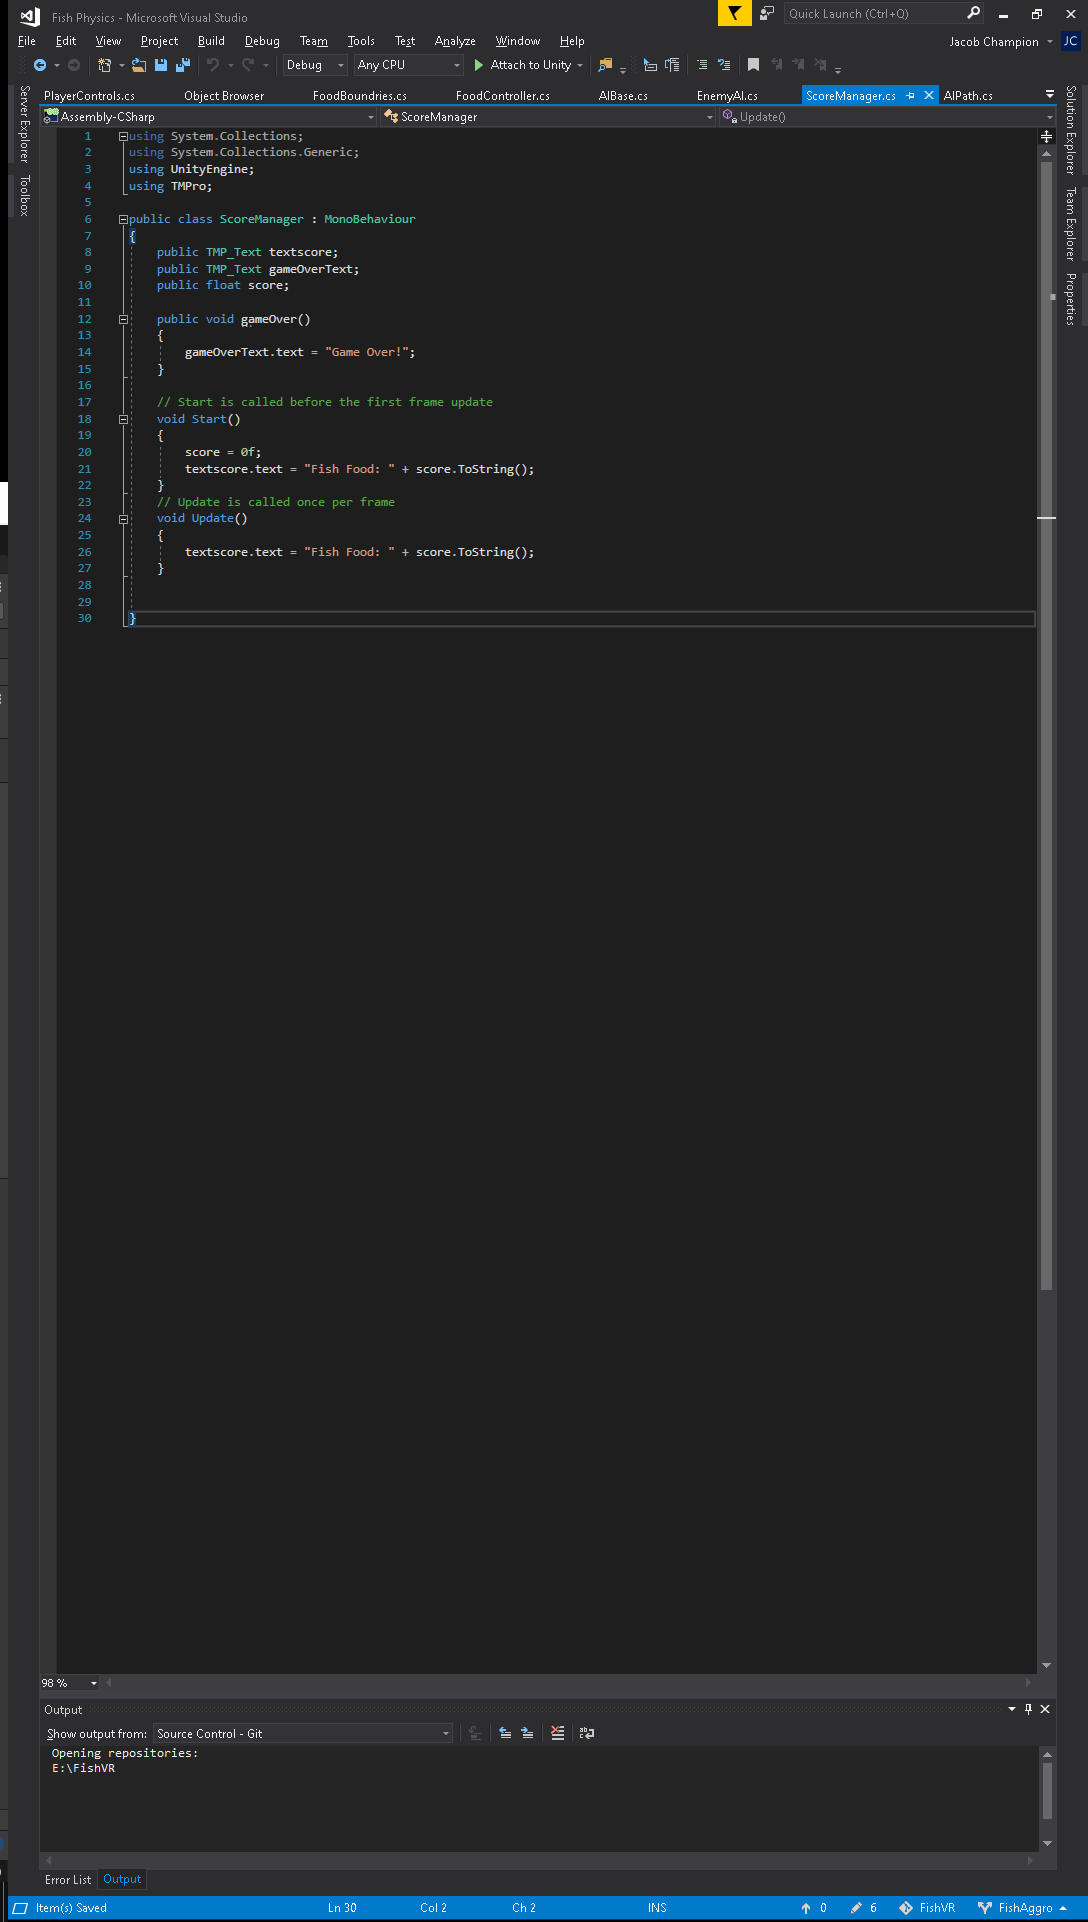 Fish Physics - Microsoft Visual Studio
Quick Launch (Ctrl+Q)
File Edit View Project Build Debug Team Tools Test Analyze Window Help
Jacob Champion JC
Debug Any CPU Attach to Unity
PlayerControls.cs Object Browser FoodBoundries.cs FoodController.cs AIBase.cs EnemyAI.cs ScoreManager.cs AIPath.cs
Assembly-CSharp ScoreManager Update()
Server Explorer
Toolbox
Solution Explorer
Team Explorer
Properties
1 using System.Collections;
2 using System.Collections.Generic;
3 using UnityEngine;
4 using TMPro;
5
6 public class ScoreManager : MonoBehaviour
7 {
8 public TMP_Text textscore;
9 public TMP_Text gameOverText;
10 public float score;
11
12 public void gameOver()
13 {
14 gameOverText.text = "Game Over!";
15 }
16
17 // Start is called before the first frame update
18 void Start()
19 {
20 score = 0f;
21 textscore.text = "Fish Food: " + score.ToString();
22 }
23 // Update is called once per frame
24 void Update()
25 {
26 textscore.text = "Fish Food: " + score.ToString();
27 }
28
29
30 }
98 %
Output
Show output from: Source Control - Git
Opening repositories:
E:\FishVR
Error List Output
Item(s) Saved Ln 30 Col 2 Ch 2 INS 0 6 FishVR FishAggro